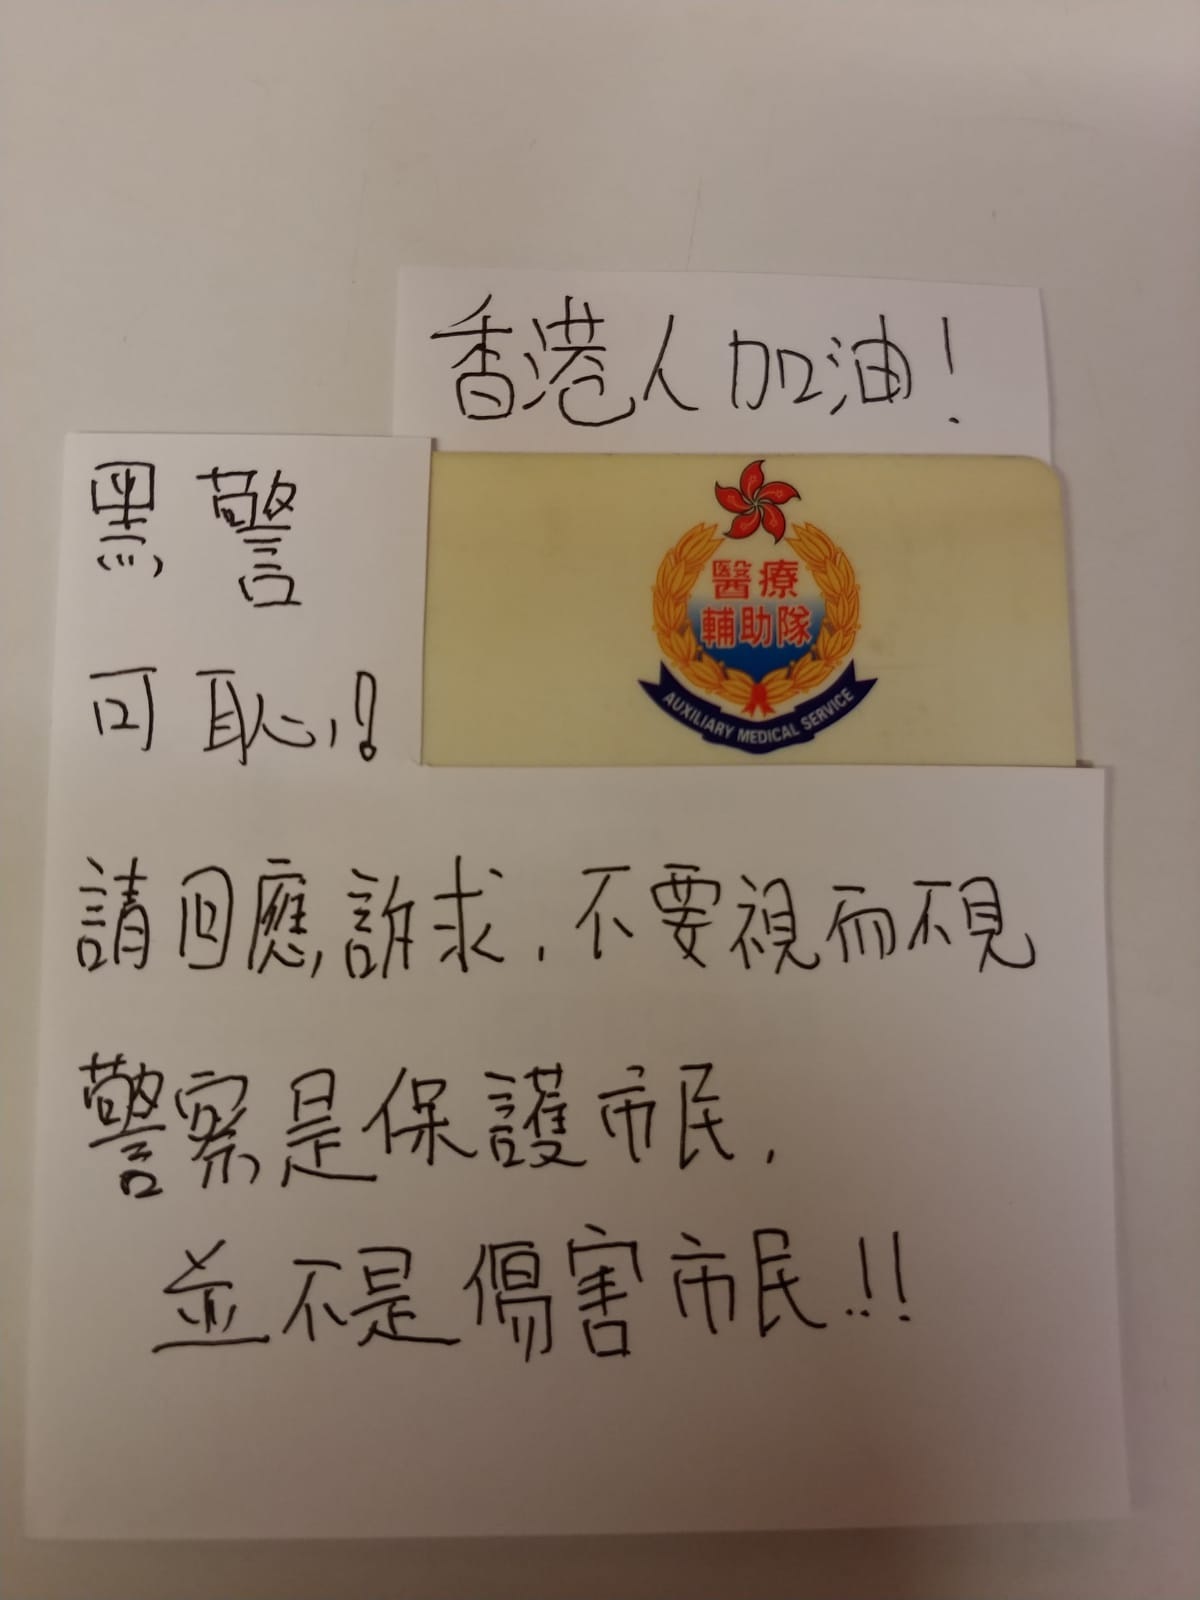 香港人加油!
黑警
可恥!
醫療
輔助隊
AUXILIARY MEDICAL SERVICE
請回應訴求,不要視而不見
警察是保護市民,
並不是傷害市民!!!